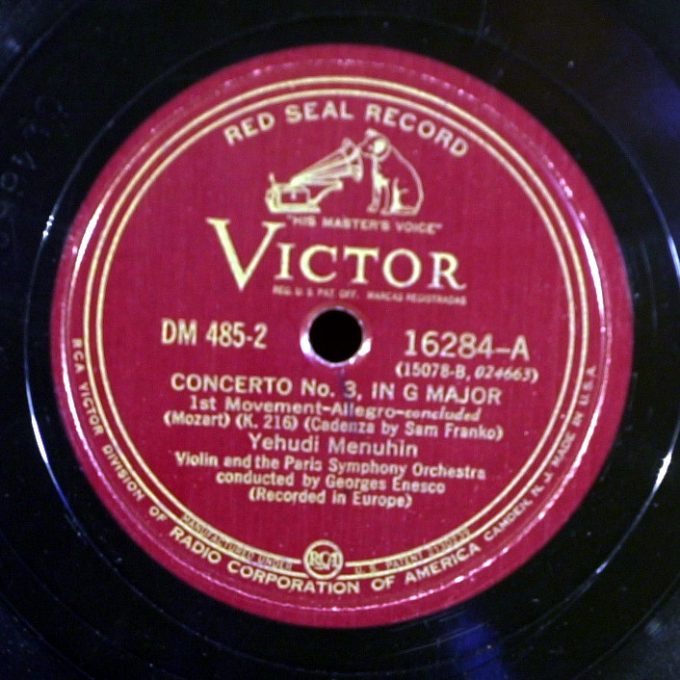 RED SEAL RECORD
"HIS MASTER'S VOICE"
VICTOR
REG. U. S. PAT. OFF. MARCAS REGISTRADAS
DM 485-2
16284-A
(15078-B, 024663)
CONCERTO No. 3, IN G MAJOR
1st Movement-Allegro-concluded
(Mozart) (K. 216) (Cadenza by Sam Franko)
Yehudi Menuhin
Violin and the Paris Symphony Orchestra
conducted by Georges Enesco
(Recorded in Europe)
MANUFACTURED UNDER
RCA
U. S. PATENT
RCA VICTOR DIVISION OF RADIO CORPORATION OF AMERICA CAMDEN, N. J. MADE IN U.S.A.